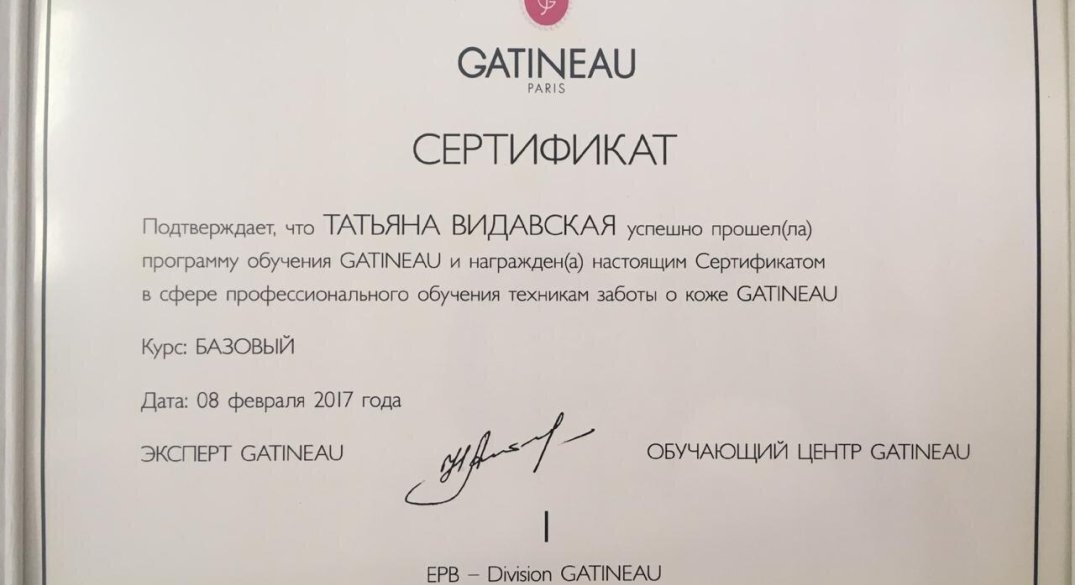 GATINEAU
PARIS
СЕРТИФИКАТ
Подтверждает, что ТАТЬЯНА ВИДАВСКАЯ успешно прошел(ла)
программу обучения GATINEAU и награжден(а) настоящим Сертификатом
в сфере профессионального обучения техникам заботы о коже GATINEAU
Курс: БАЗОВЫЙ
Дата: 08 февраля 2017 года
ЭКСПЕРТ GATINEAU ОБУЧАЮЩИЙ ЦЕНТР GATINEAU
EPB – Division GATINEAU